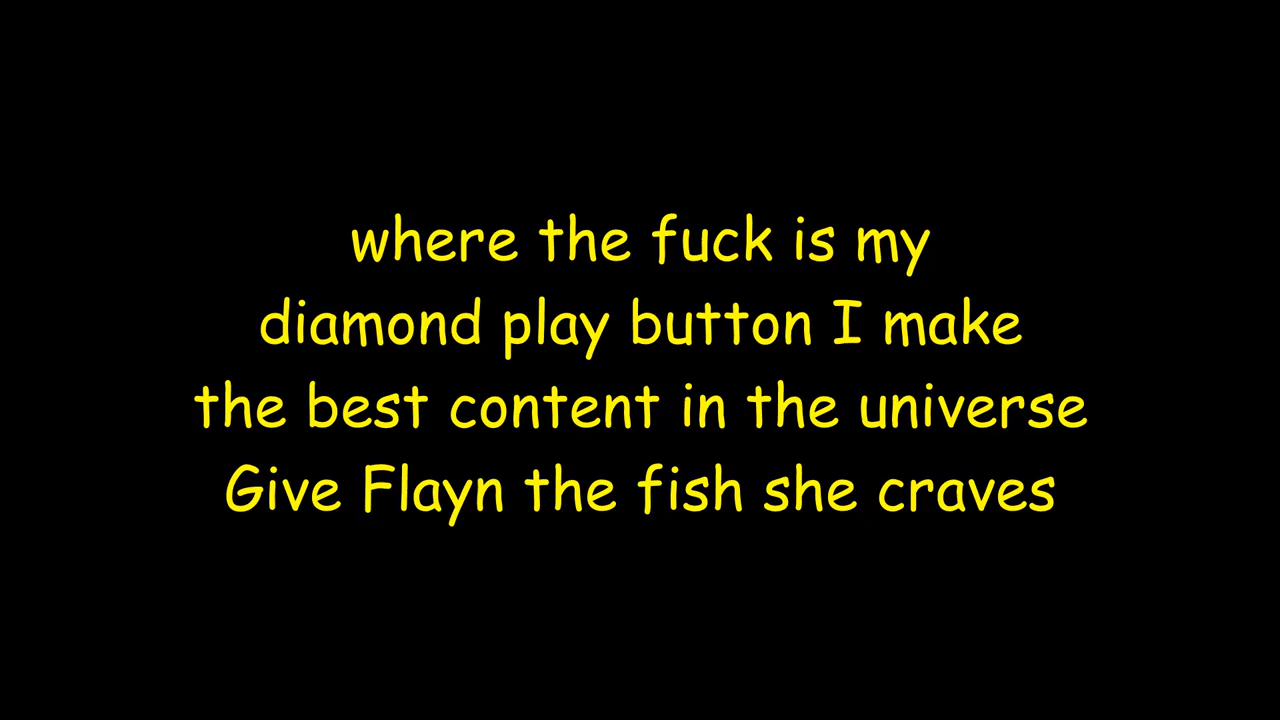 where the fuck is my
diamond play button I make
the best content in the universe
Give Flayn the fish she craves